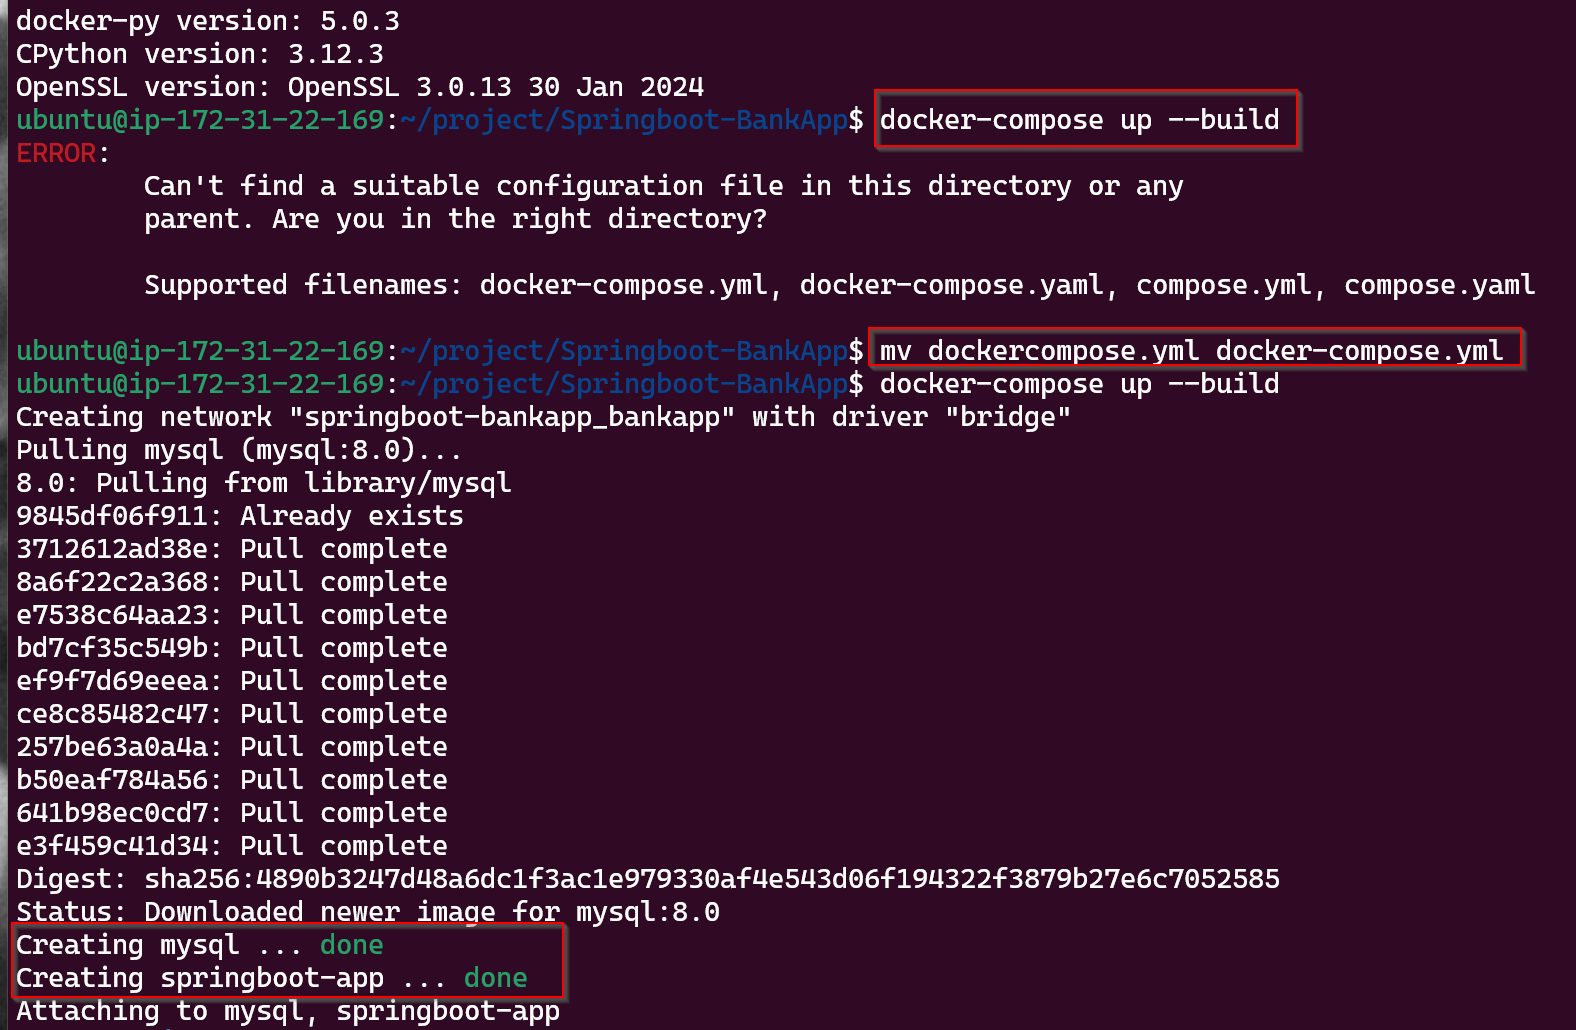 docker-py version: 5.0.3
CPython version: 3.12.3
OpenSSL version: OpenSSL 3.0.13 30 Jan 2024
ubuntu@ip-172-31-22-169:~/project/Springboot-BankApp$ docker-compose up --build
ERROR:
Can't find a suitable configuration file in this directory or any
parent. Are you in the right directory?
Supported filenames: docker-compose.yml, docker-compose.yaml, compose.yml, compose.yaml
ubuntu@ip-172-31-22-169:~/project/Springboot-BankApp$ mv dockercompose.yml docker-compose.yml
ubuntu@ip-172-31-22-169:~/project/Springboot-BankApp$ docker-compose up --build
Creating network "springboot-bankapp_bankapp" with driver "bridge"
Pulling mysql (mysql:8.0)...
8.0: Pulling from library/mysql
9845df06f911: Already exists
3712612ad38e: Pull complete
8a6f22c2a368: Pull complete
e7538c64aa23: Pull complete
bd7cf35c549b: Pull complete
ef9f7d69eeea: Pull complete
ce8c85482c47: Pull complete
257be63a0a4a: Pull complete
b50eaf784a56: Pull complete
641b98ec0cd7: Pull complete
e3f459c41d34: Pull complete
Digest: sha256:4890b3247d48a6dc1f3ac1e979330af4e543d06f194322f3879b27e6c7052585
Status: Downloaded newer image for mysql:8.0
Creating mysql ... done
Creating springboot-app ... done
Attaching to mysql, springboot-app